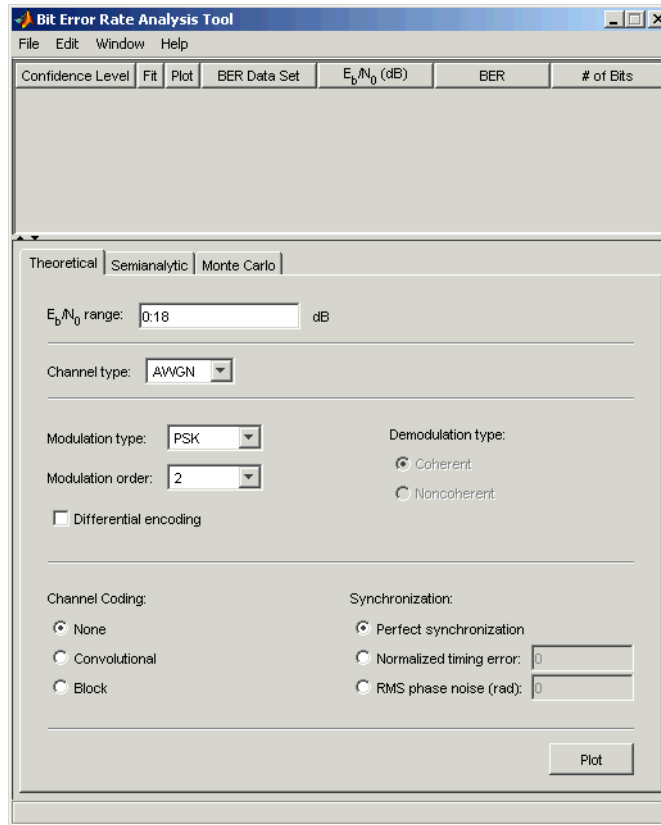 Bit Error Rate Analysis Tool
File Edit Window Help
Confidence Level Fit Plot BER Data Set Eb/N0 (dB) BER # of Bits
Theoretical Semianalytic Monte Carlo
Eb/N0 range: 0:18 dB
Channel type: AWGN
Modulation type: PSK Demodulation type:
Coherent
Modulation order: 2
Noncoherent
Differential encoding
Channel Coding: Synchronization:
None Perfect synchronization
Convolutional Normalized timing error: 0
Block RMS phase noise (rad): 0
Plot